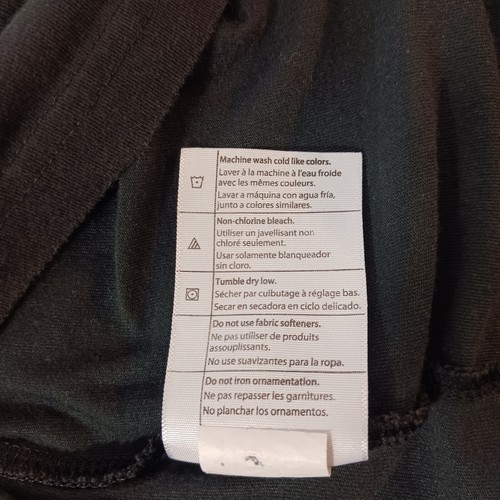 Machine wash cold like colors.
Laver à la machine à l'eau froide
avec les mêmes couleurs.
Lavar a máquina con agua fría,
junto a colores similares.
Non-chlorine bleach.
Utiliser un javellisant non
chloré seulement.
Usar solamente blanqueador
sin cloro.
Tumble dry low.
Sécher par culbutage à réglage bas.
Secar en secadora en ciclo delicado.
Do not use fabric softeners.
Ne pas utiliser de produits
assouplissants.
No use suavizantes para la ropa.
Do not iron ornamentation.
Ne pas repasser les garnitures.
No planchar los ornamentos.